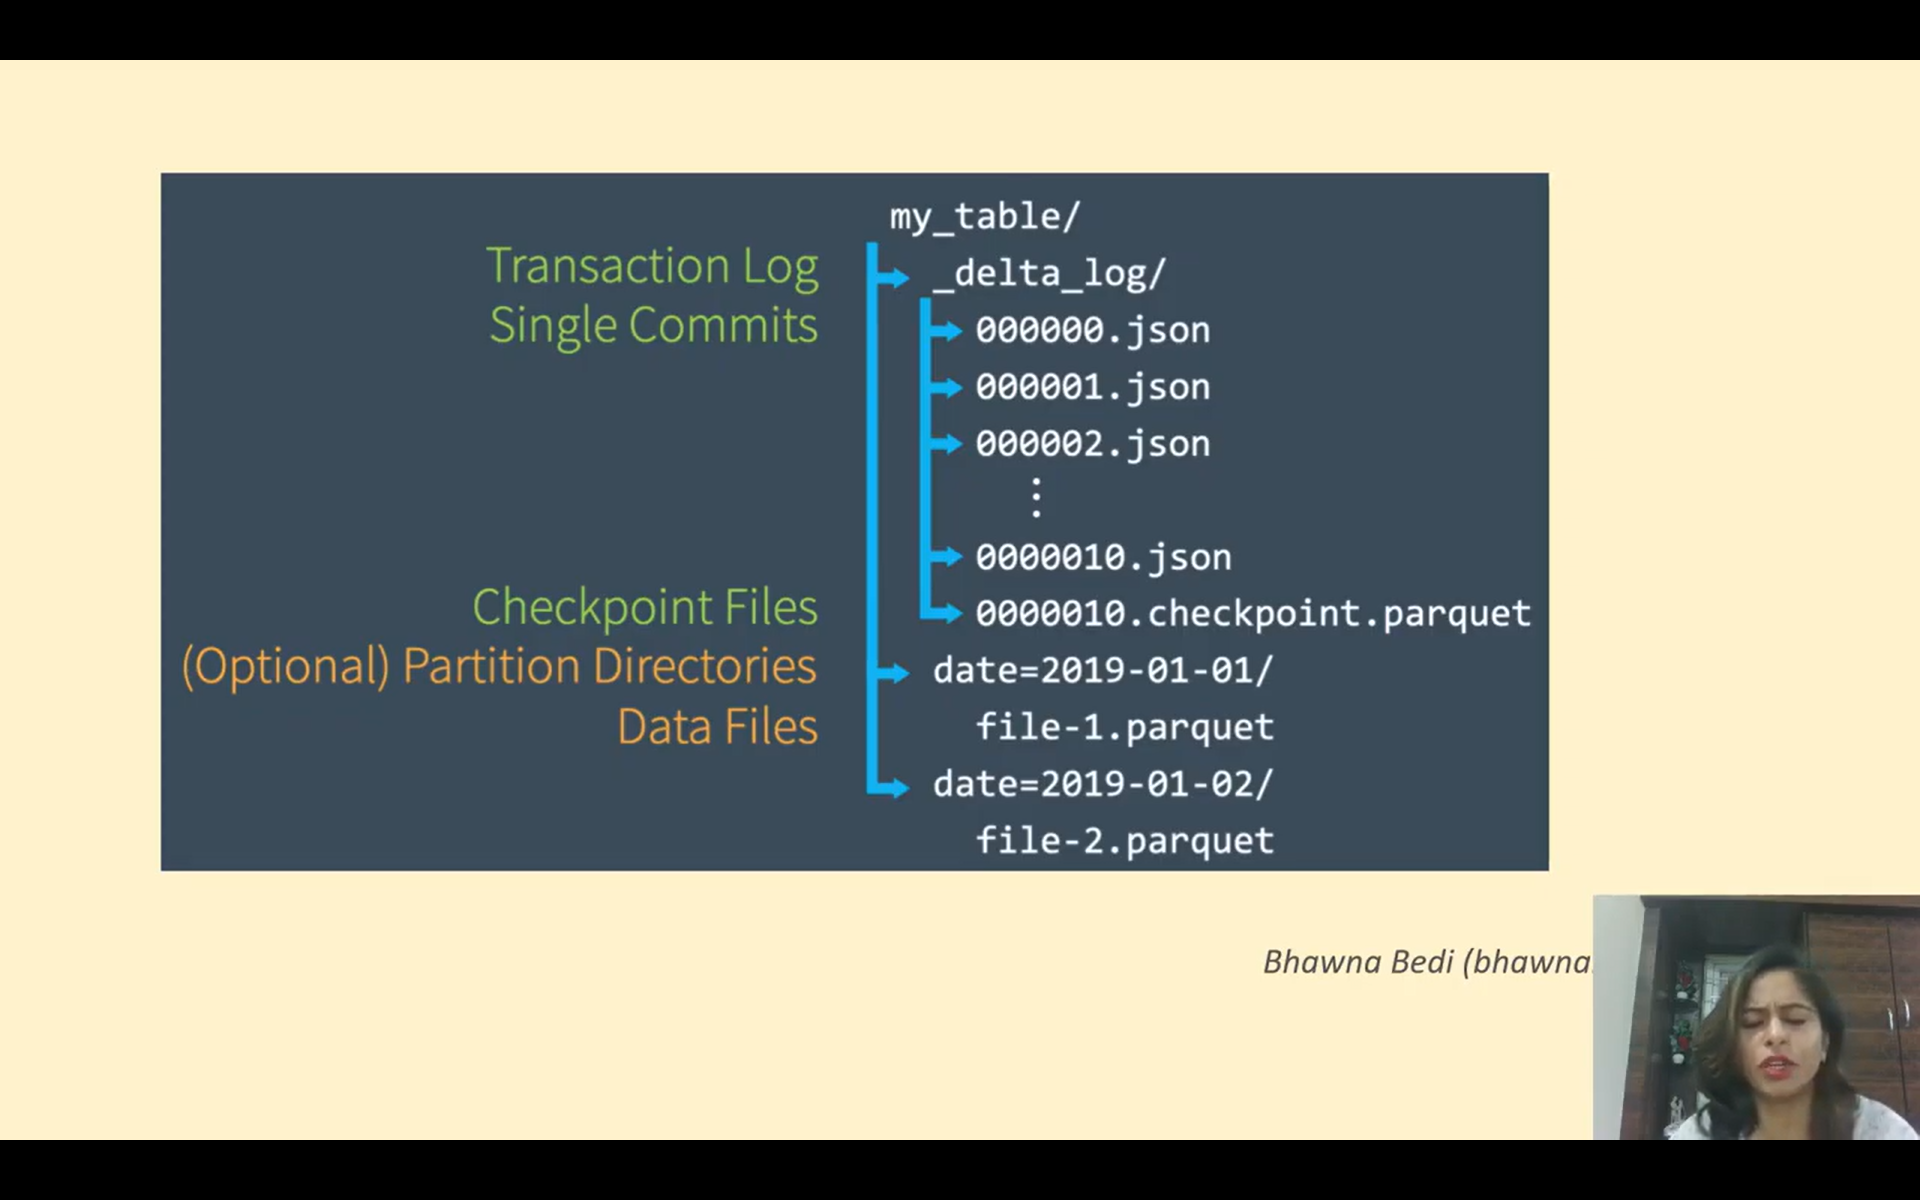 my_table/
Transaction Log
_delta_log/
Single Commits
000000.json
000001.json
000002.json
⋮
0000010.json
Checkpoint Files
0000010.checkpoint.parquet
(Optional) Partition Directories
date=2019-01-01/
Data Files
file-1.parquet
date=2019-01-02/
file-2.parquet
Bhawna Bedi (bhawna